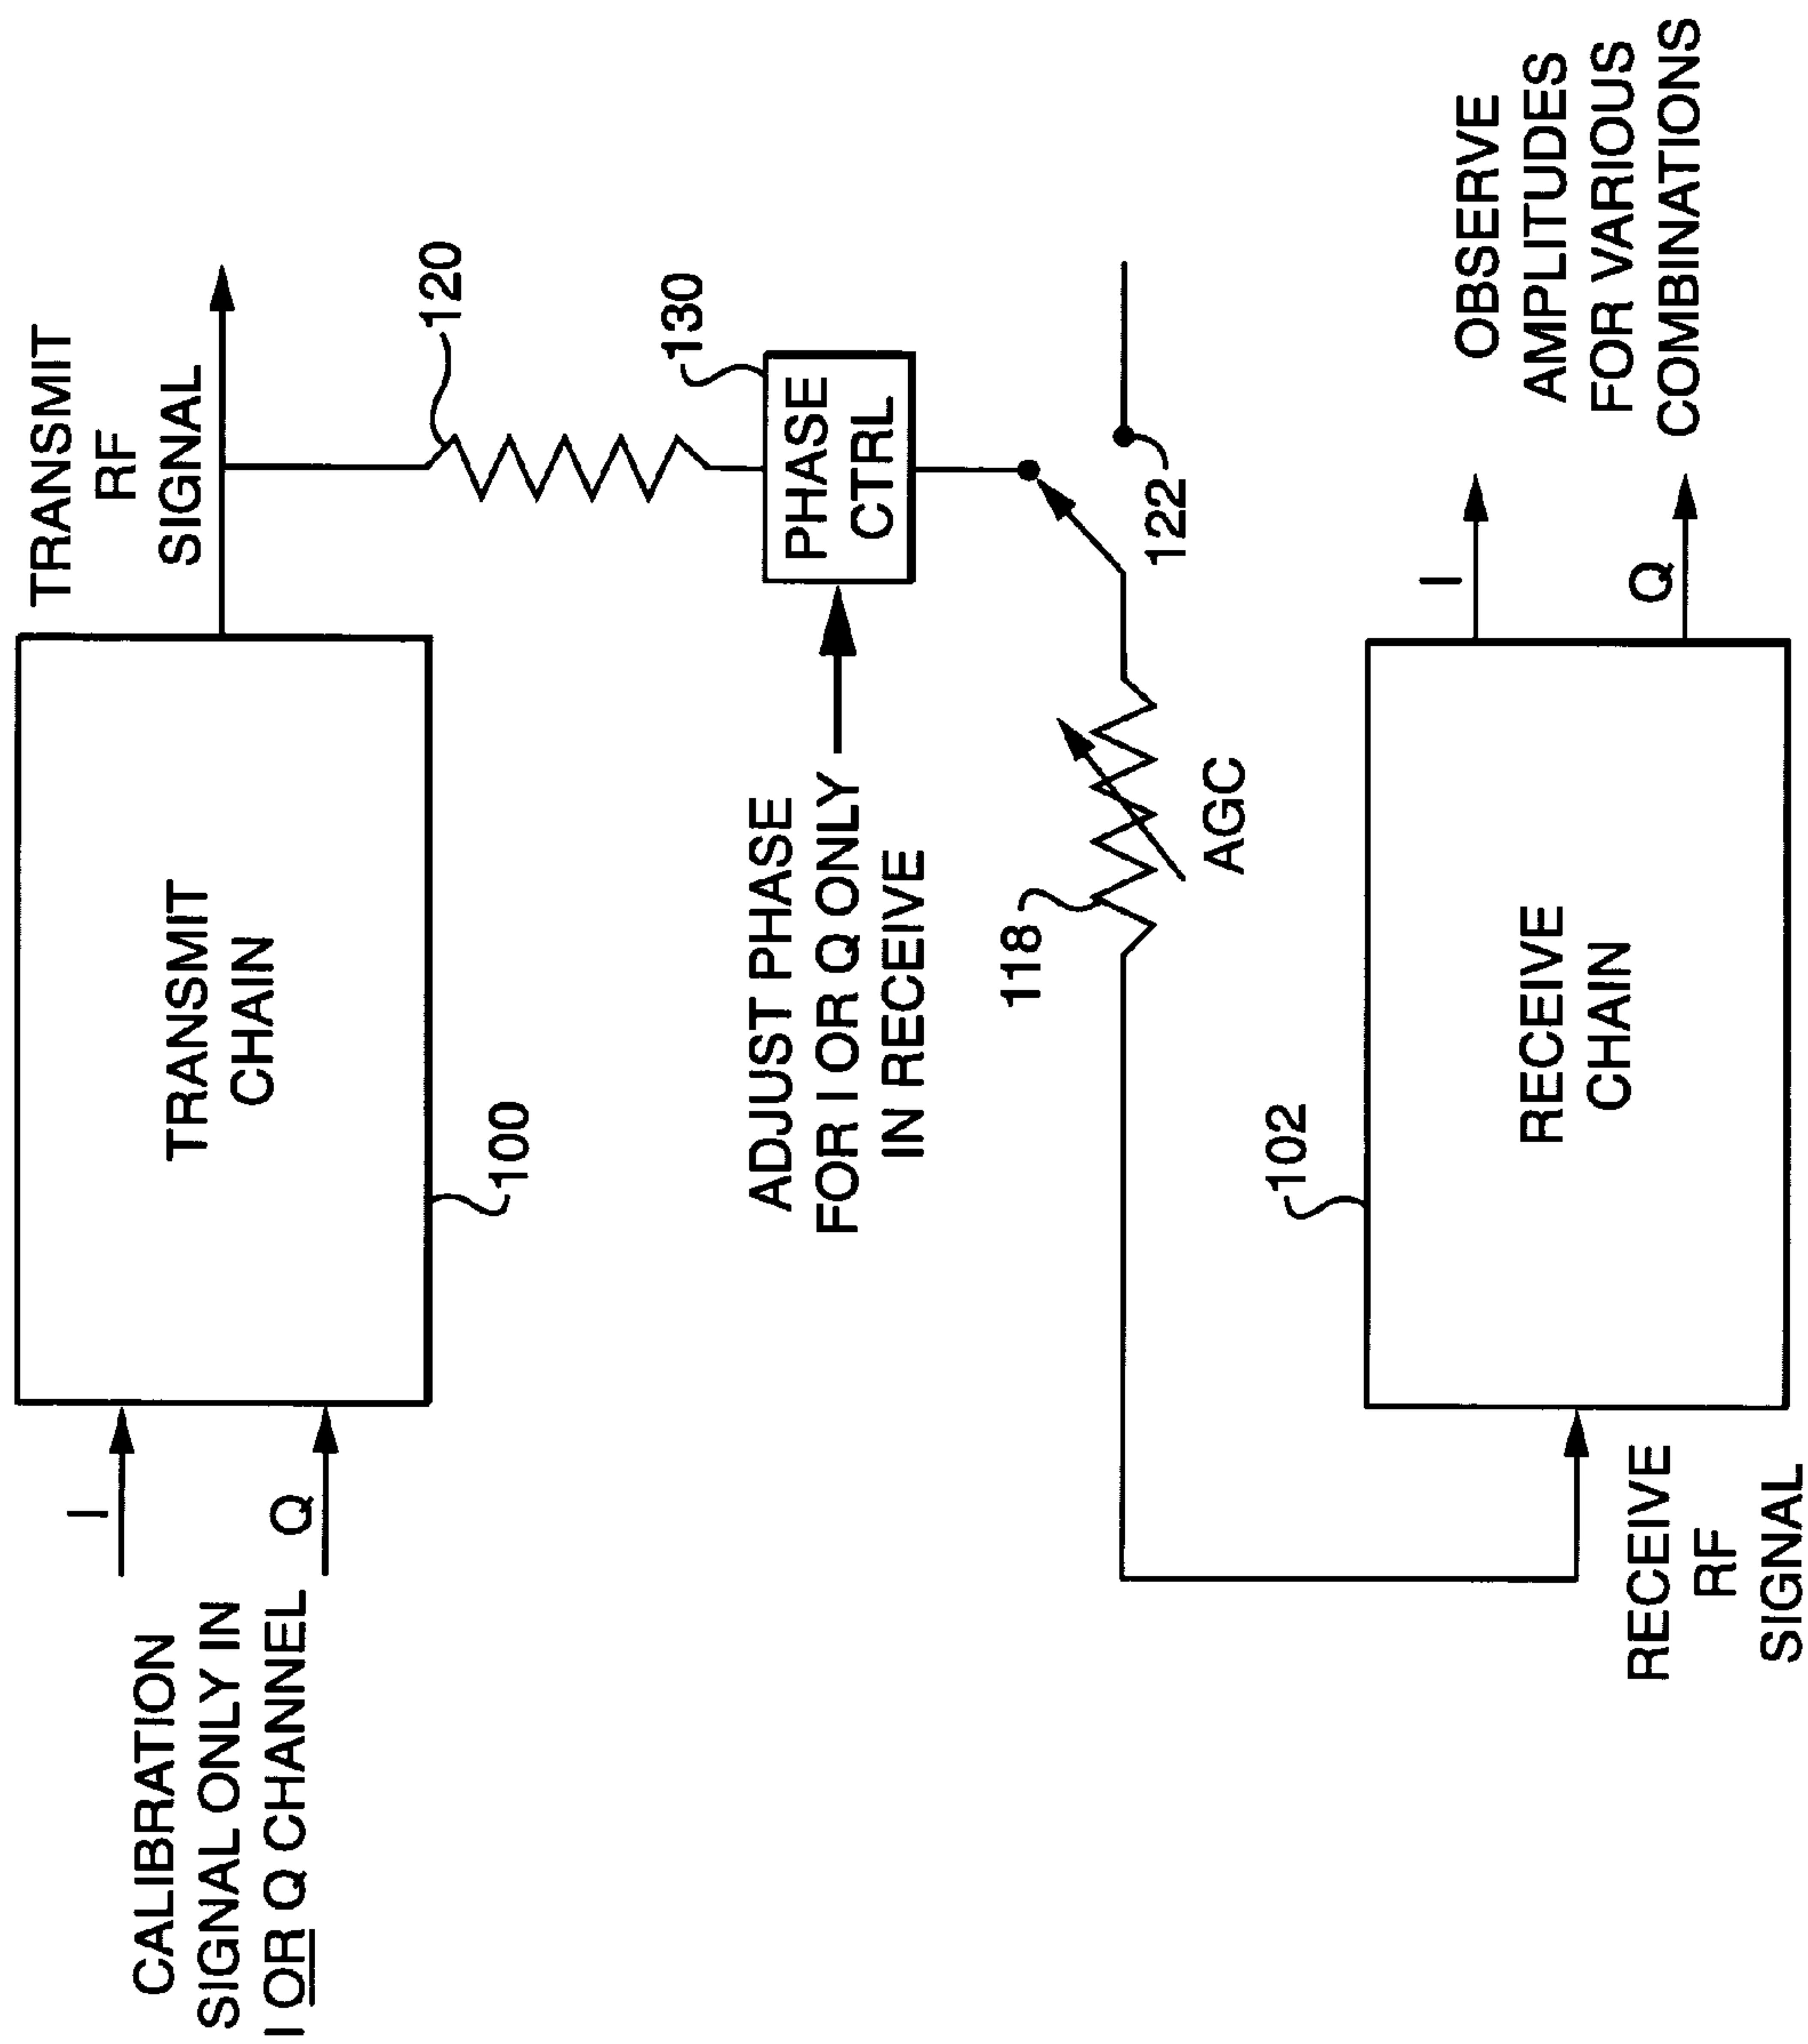 TRANSMIT
RF
SIGNAL
I
Q
CALIBRATION
SIGNAL ONLY IN
I OR Q CHANNEL
TRANSMIT
CHAIN
100
120
130
PHASE
CTRL
ADJUST PHASE
FOR I OR Q ONLY
IN RECEIVE
122
118
AGC
102
RECEIVE
CHAIN
RECEIVE
RF
SIGNAL
I
Q
OBSERVE
AMPLITUDES
FOR VARIOUS
COMBINATIONS